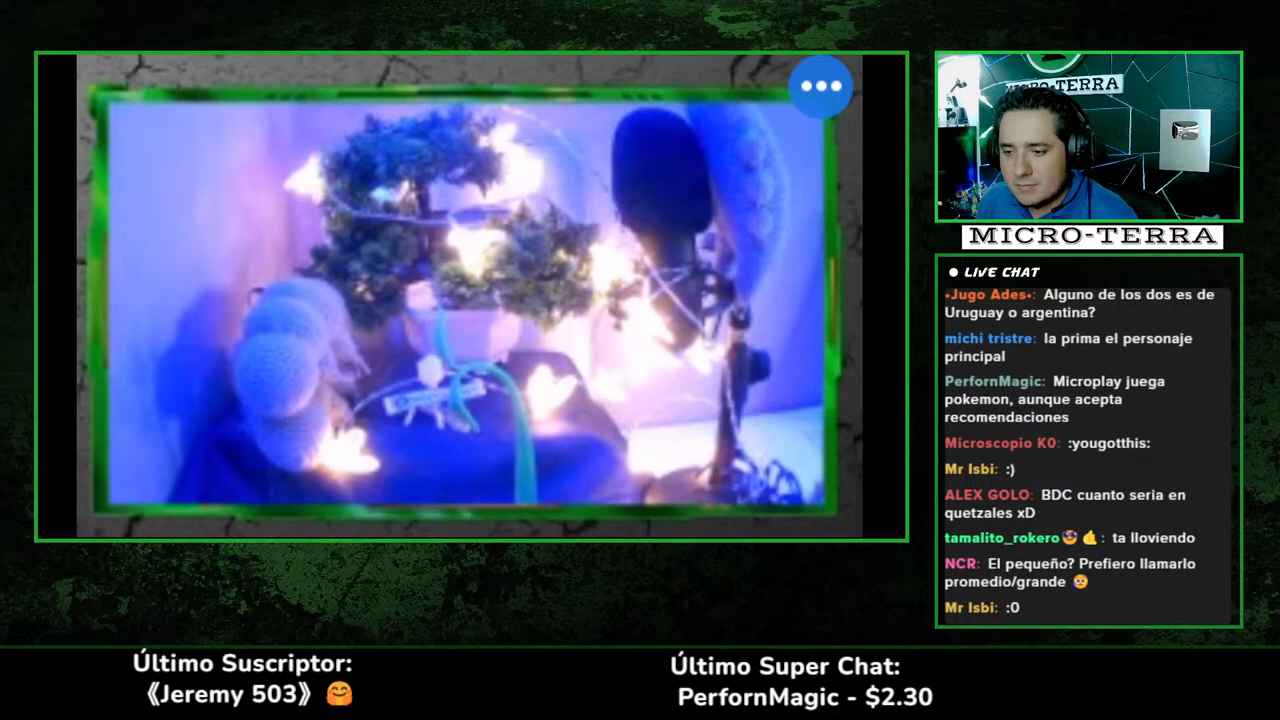 MICRO-TERRA
MICRO-TERRA
LIVE CHAT
•Jugo Ades•: Alguno de los dos es de
Uruguay o argentina?
michi tristre: la prima el personaje
principal
PerfornMagic: Microplay juega
pokemon, aunque acepta
recomendaciones
Microscopio K0: :yougotthis:
Mr Isbi: :)
ALEX GOLO: BDC cuanto seria en
quetzales xD
tamalito_rokero😎🤙: ta lloviendo
NCR: El pequeño? Prefiero llamarlo
promedio/grande 😥
Mr Isbi: :0
Último Suscriptor:
《Jeremy 503》 🤗
Último Super Chat:
PerfornMagic - $2.30